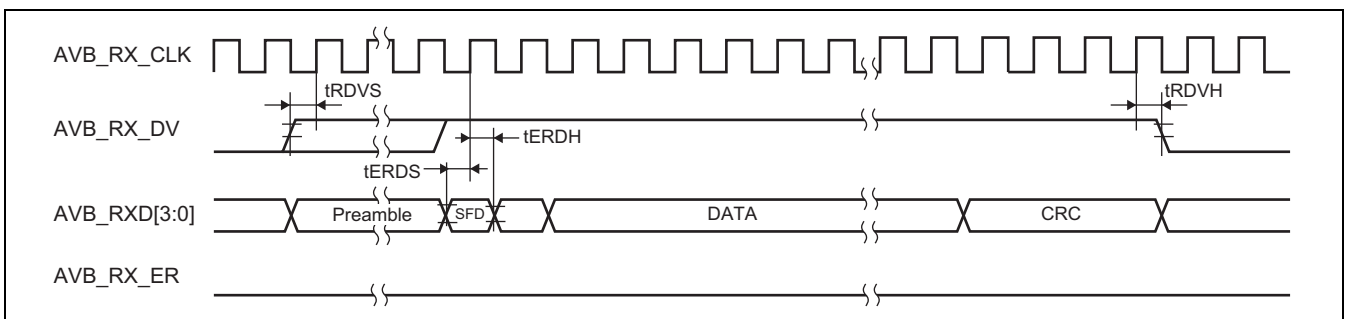 AVB_RX_CLK
tRDVS
tRDVH
AVB_RX_DV
tERDH
tERDS
AVB_RXD[3:0]
Preamble
SFD
DATA
CRC
AVB_RX_ER